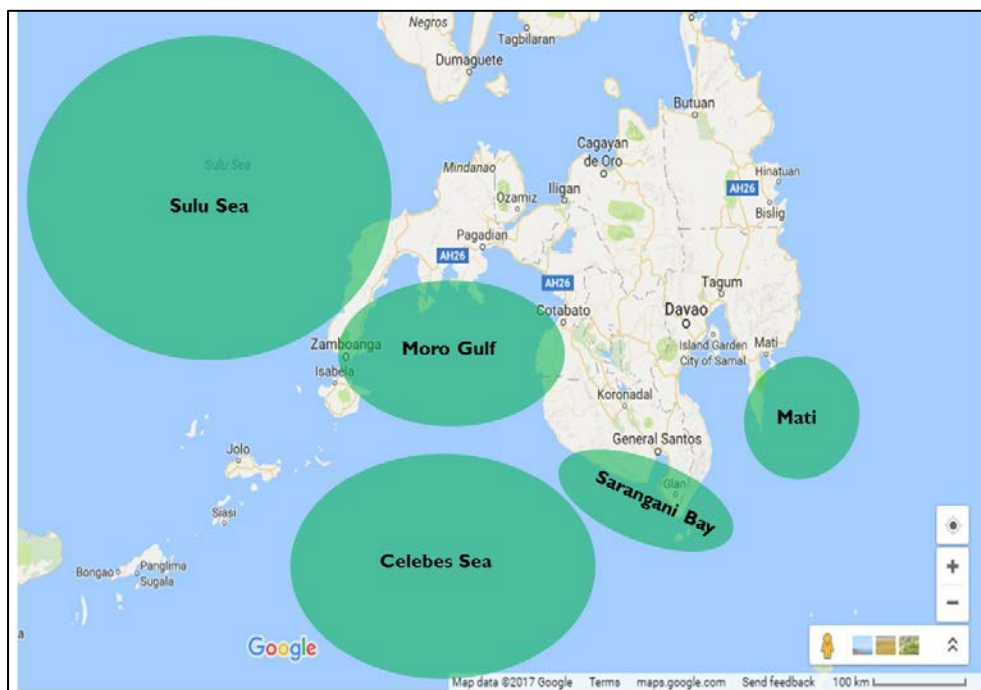 Negros
Tagbilaran
Dumaguete
Butuan
Cagayan
de Oro
Sulu Sea
Mindanao
Hinatuan
Iligan
AH26
Ozamiz
Sulu Sea
Bislig
Pagadian
AH26
AH26
Tagum
Cotabato
Davao
Zamboanga
Moro Gulf
Island Garden
City of Samal
Mati
Isabela
Koronadal
Mati
General Santos
Jolo
Glan
Sarangani Bay
Siasi
Celebes Sea
Bongao
Panglima
Sugala
a
Google
Map data ©2017 Google Terms maps.google.com Send feedback 100 km